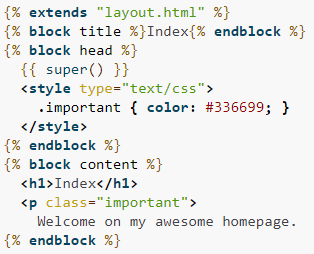 {% extends "layout.html" %}
{% block title %}Index{% endblock %}
{% block head %}
  {{ super() }}
  <style type="text/css">
    .important { color: #336699; }
  </style>
{% endblock %}
{% block content %}
  <h1>Index</h1>
  <p class="important">
    Welcome on my awesome homepage.
{% endblock %}